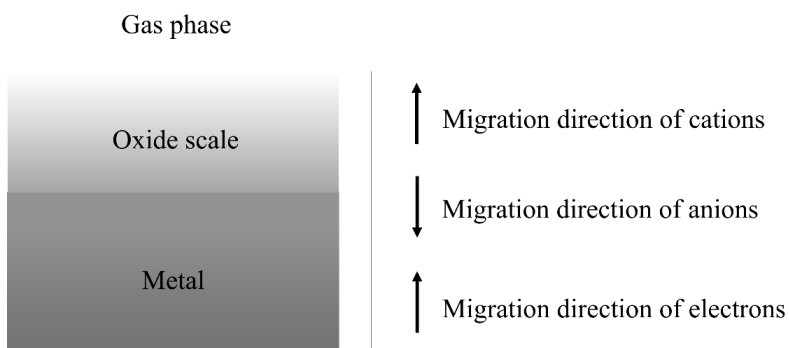 Gas phase
Oxide scale
Metal
Migration direction of cations
Migration direction of anions
Migration direction of electrons